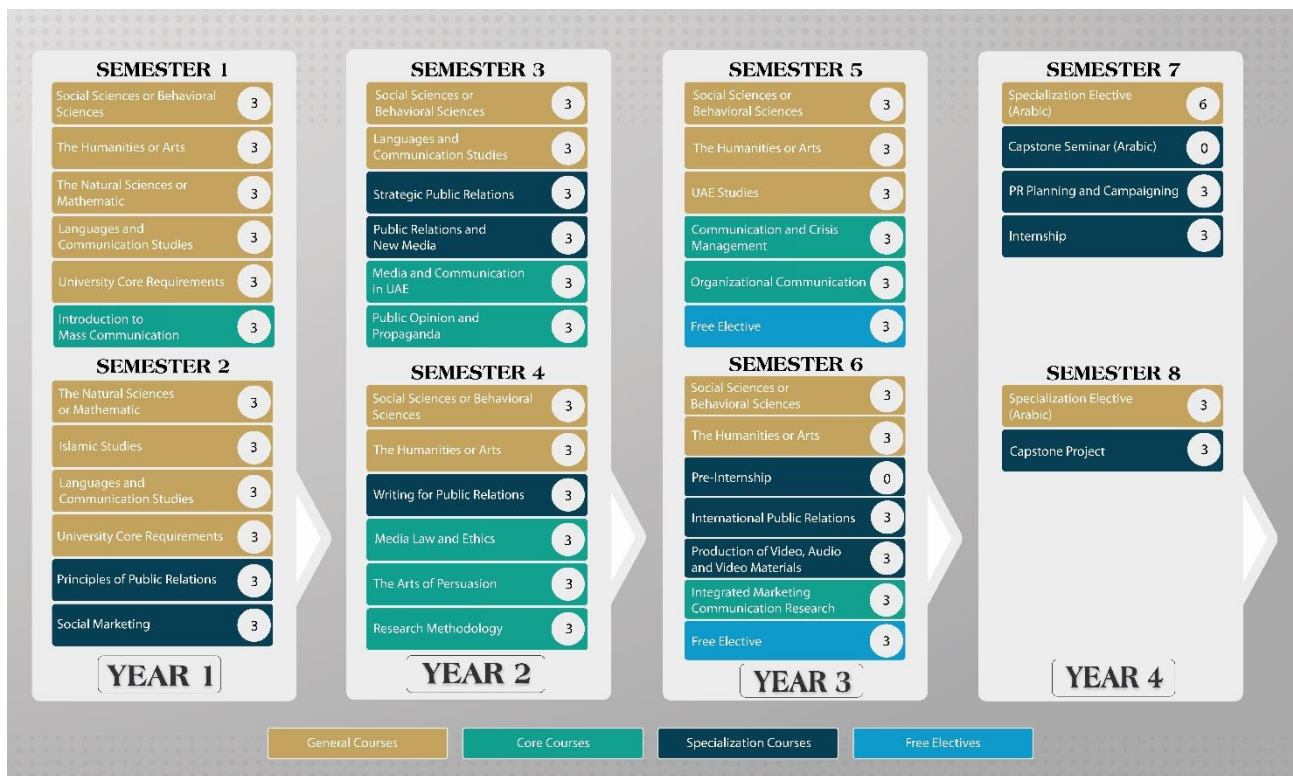 SEMESTER 1
Social Sciences or Behavioral
Sciences
3
The Humanities or Arts
3
The Natural Sciences or
Mathematic
3
Languages and
Communication Studies
3
University Core Requirements
3
Introduction to
Mass Communication
3
SEMESTER 2
The Natural Sciences
or Mathematic
3
Islamic Studies
3
Languages and
Communication Studies
3
University Core Requirements
3
Principles of Public Relations
3
Social Marketing
3
YEAR 1
SEMESTER 3
Social Sciences or
Behavioral Sciences
3
Languages and
Communication Studies
3
Strategic Public Relations
3
Public Relations and
New Media
3
Media and Communication
in UAE
3
Public Opinion and
Propaganda
3
SEMESTER 4
Social Sciences or Behavioral
Sciences
3
The Humanities or Arts
3
Writing for Public Relations
3
Media Law and Ethics
3
The Arts of Persuasion
3
Research Methodology
3
YEAR 2
SEMESTER 5
Social Sciences or
Behavioral Sciences
3
The Humanities or Arts
3
UAE Studies
3
Communication and Crisis
Management
3
Organizational Communication
3
Free Elective
3
SEMESTER 6
Social Sciences or
Behavioral Sciences
3
The Humanities or Arts
3
Pre-Internship
0
International Public Relations
3
Production of Video, Audio
and Video Materials
3
Integrated Marketing
Communication Research
3
Free Elective
3
YEAR 3
SEMESTER 7
Specialization Elective
(Arabic)
6
Capstone Seminar (Arabic)
0
PR Planning and Campaigning
3
Internship
3
SEMESTER 8
Specialization Elective
(Arabic)
3
Capstone Project
3
YEAR 4
General Courses
Core Courses
Specialization Courses
Free Electives